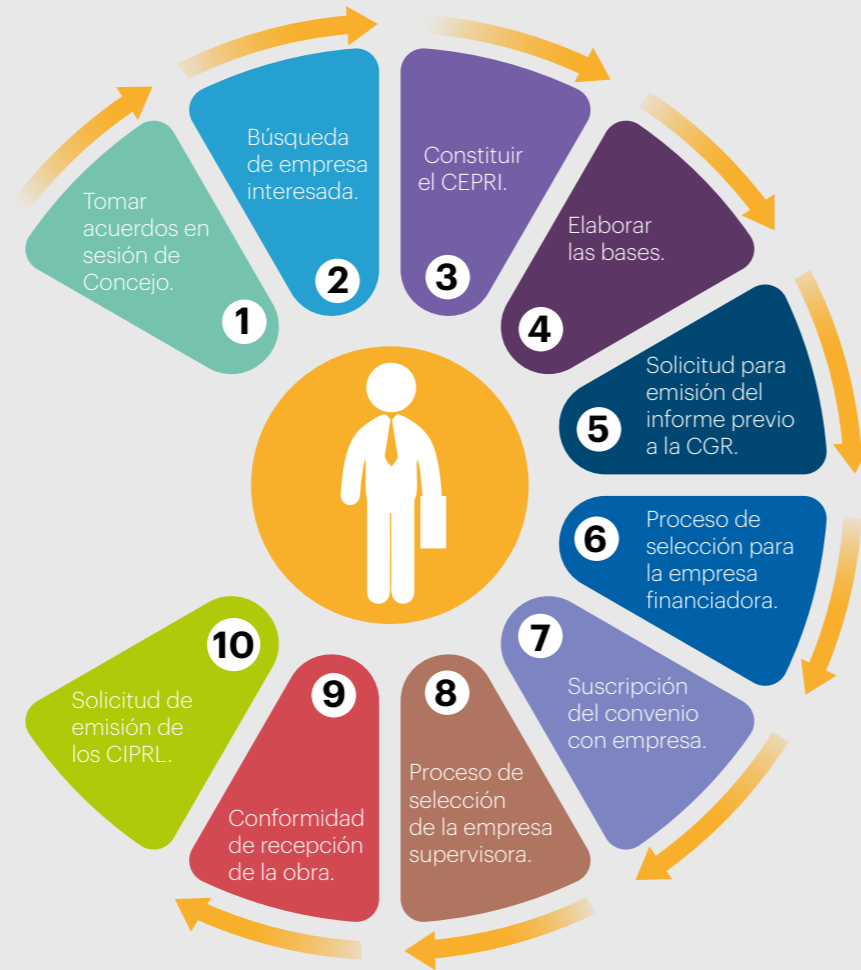 Tomar
acuerdos en
sesión de
Concejo.
1
Búsqueda
de empresa
interesada.
2
Constituir
el CEPRI.
3
Elaborar
las bases.
4
Solicitud para
emisión del
informe previo
a la CGR.
5
Proceso de
selección para
la empresa
financiadora.
6
7
Suscripción
del convenio
con empresa.
8
Proceso de
selección
de la empresa
supervisora.
9
Conformidad
de recepción
de la obra.
10
Solicitud de
emisión de
los CIPRL.